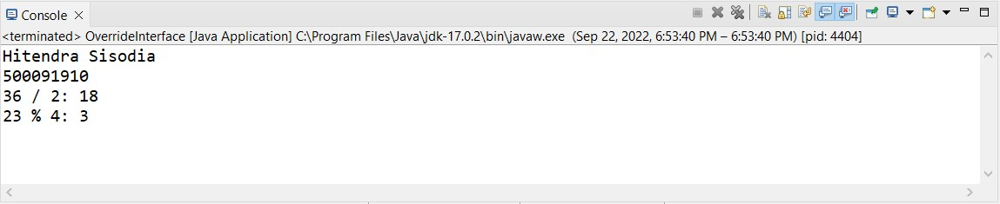 Console
<terminated> OverrideInterface [Java Application] C:\Program Files\Java\jdk-17.0.2\bin\javaw.exe (Sep 22, 2022, 6:53:40 PM – 6:53:40 PM) [pid: 4404]
Hitendra Sisodia
500091910
36 / 2: 18
23 % 4: 3